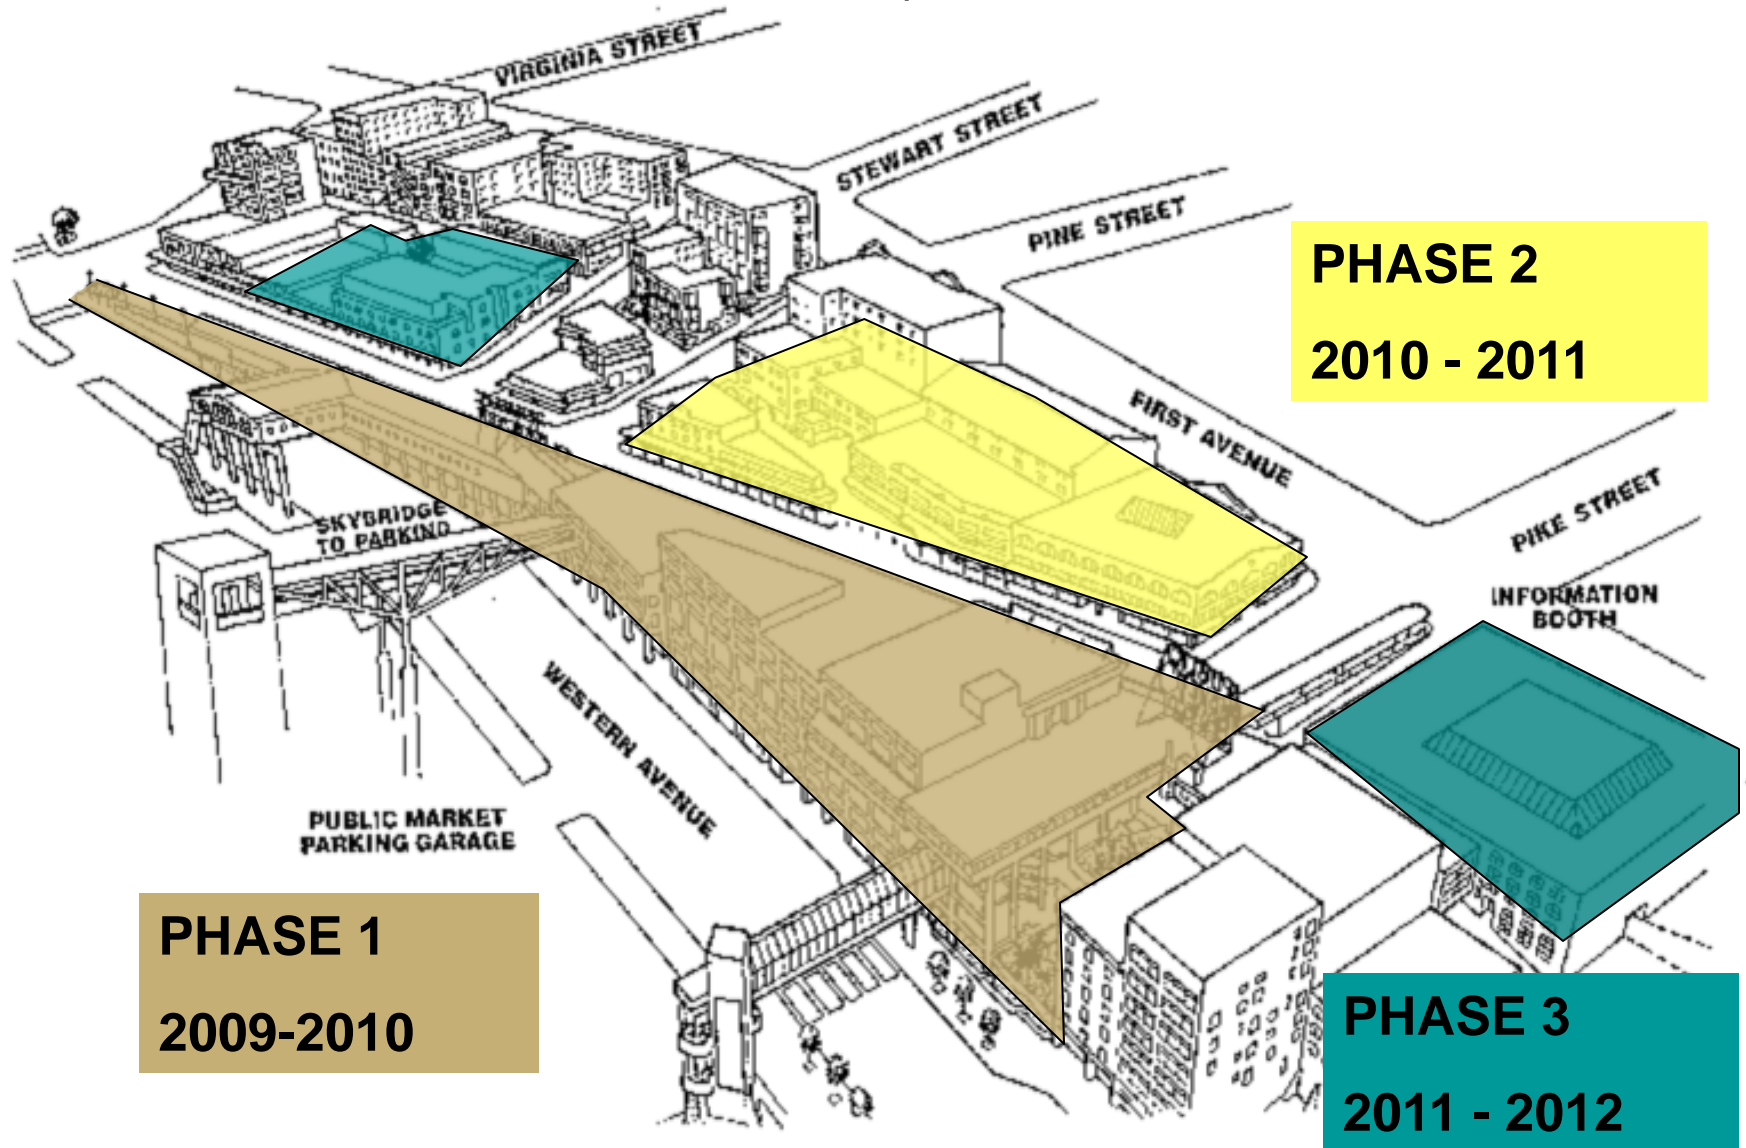 VIRGINIA STREET
STEWART STREET
PINE STREET
PHASE 2
2010 - 2011
FIRST AVENUE
PIKE STREET
SKYBRIDGE
TO PARKING
INFORMATION
BOOTH
WESTERN AVENUE
PUBLIC MARKET
PARKING GARAGE
PHASE 1
2009-2010
PHASE 3
2011 - 2012